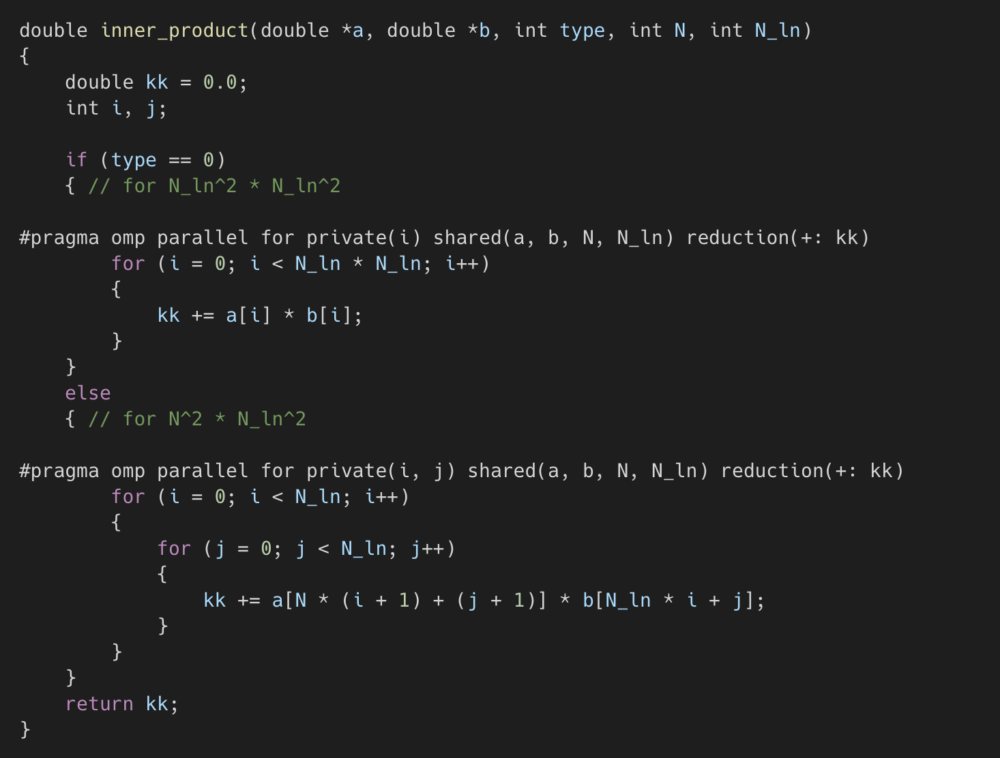 double inner_product(double *a, double *b, int type, int N, int N_ln)
{
    double kk = 0.0;
    int i, j;

    if (type == 0)
    { // for N_ln^2 * N_ln^2

#pragma omp parallel for private(i) shared(a, b, N, N_ln) reduction(+: kk)
        for (i = 0; i < N_ln * N_ln; i++)
        {
            kk += a[i] * b[i];
        }
    }
    else
    { // for N^2 * N_ln^2

#pragma omp parallel for private(i, j) shared(a, b, N, N_ln) reduction(+: kk)
        for (i = 0; i < N_ln; i++)
        {
            for (j = 0; j < N_ln; j++)
            {
                kk += a[N * (i + 1) + (j + 1)] * b[N_ln * i + j];
            }
        }
    }
    return kk;
}